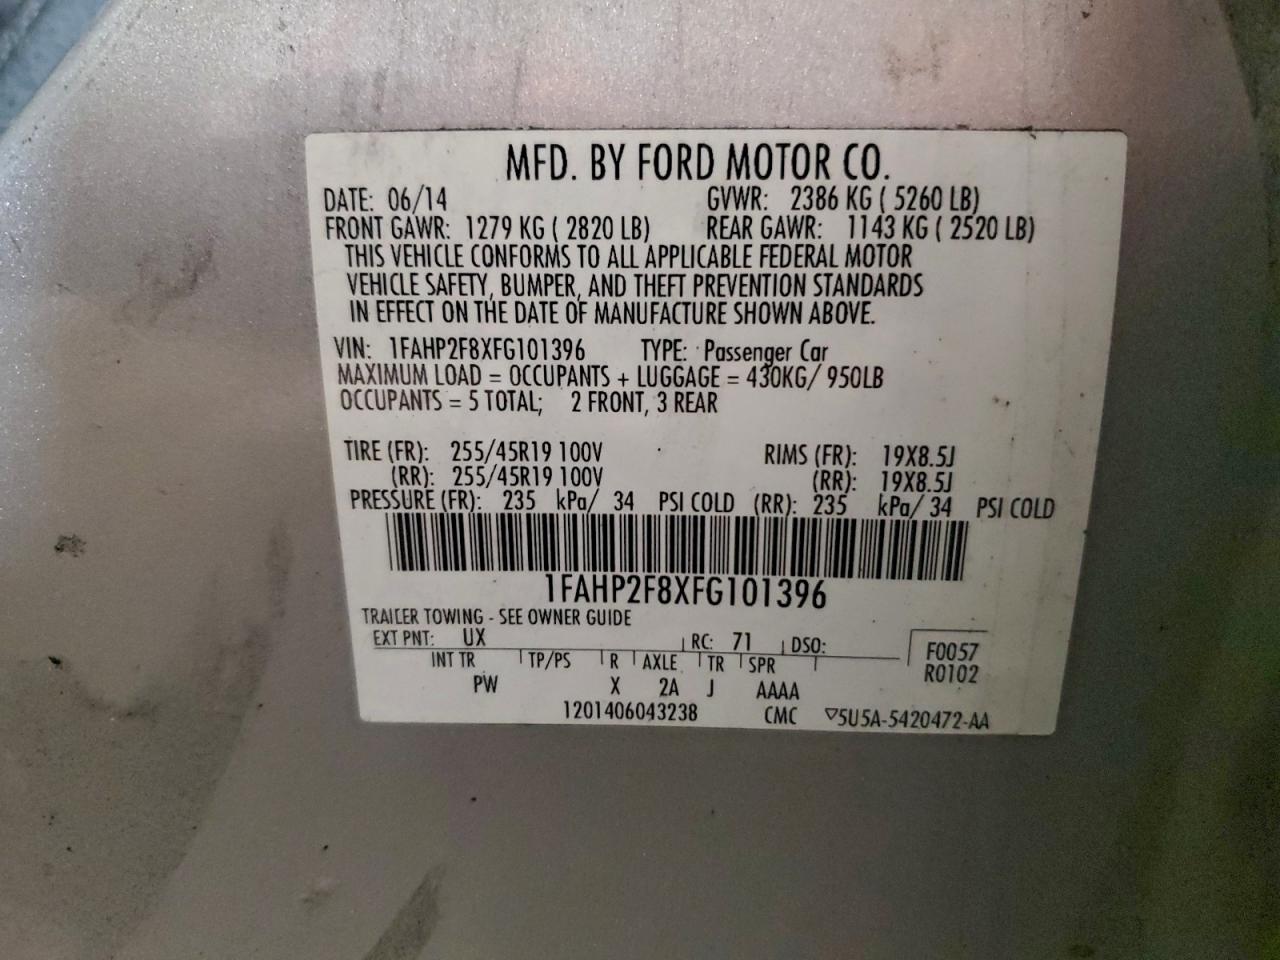 MFD. BY FORD MOTOR CO.
DATE: 06/14 GVWR: 2386 KG ( 5260 LB)
FRONT GAWR: 1279 KG ( 2820 LB) REAR GAWR: 1143 KG ( 2520 LB)
THIS VEHICLE CONFORMS TO ALL APPLICABLE FEDERAL MOTOR
VEHICLE SAFETY, BUMPER, AND THEFT PREVENTION STANDARDS
IN EFFECT ON THE DATE OF MANUFACTURE SHOWN ABOVE.
VIN: 1FAHP2F8XFG101396 TYPE: Passenger Car
MAXIMUM LOAD = OCCUPANTS + LUGGAGE = 430KG/ 950LB
OCCUPANTS = 5 TOTAL; 2 FRONT, 3 REAR
TIRE (FR): 255/45R19 100V RIMS (FR): 19X8.5J
(RR): 255/45R19 100V (RR): 19X8.5J
PRESSURE (FR): 235 kPa/ 34 PSI COLD (RR): 235 kPa/ 34 PSI COLD
1FAHP2F8XFG101396
TRAILER TOWING - SEE OWNER GUIDE
EXT PNT: UX RC: 71 DSO: F0057
INT TR TP/PS R AXLE TR SPR R0102
PW X 2A J AAAA
1201406043238 CMC ▽5U5A-5420472-AA